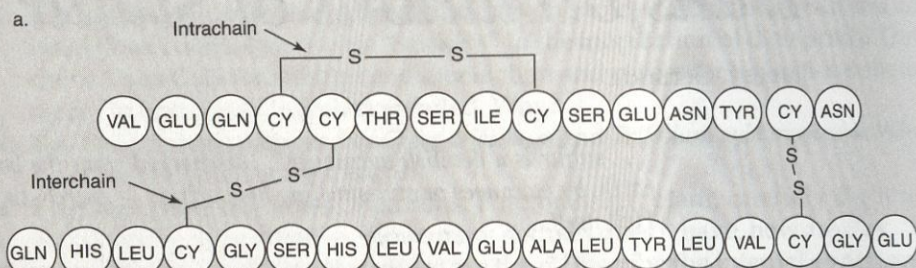 a.
Intrachain
S S
VAL GLU GLN CY CY THR SER ILE CY SER GLU ASN TYR CY ASN
S
Interchain S S
S
GLN HIS LEU CY GLY SER HIS LEU VAL GLU ALA LEU TYR LEU VAL CY GLY GLU